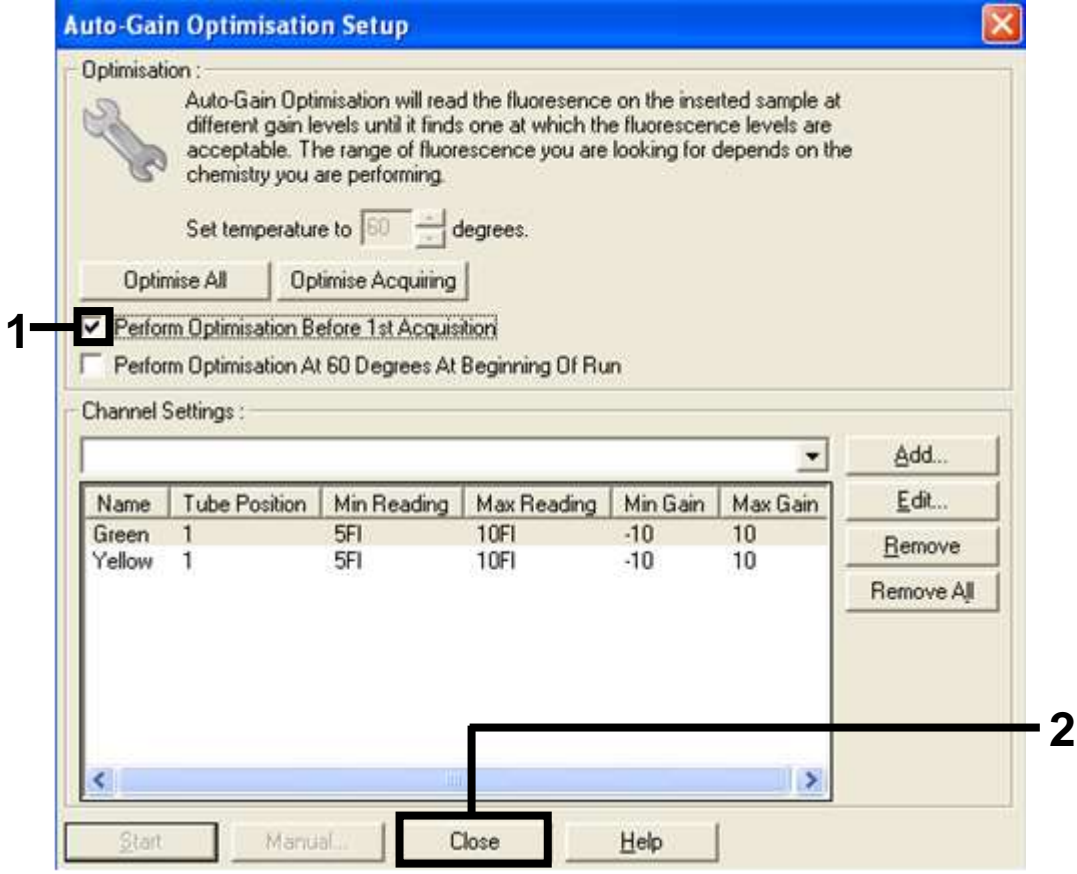 Auto-Gain Optimisation Setup
Optimisation :
Auto-Gain Optimisation will read the fluoresence on the inserted sample at
different gain levels until it finds one at which the fluorescence levels are
acceptable. The range of fluorescence you are looking for depends on the
chemistry you are performing.
Set temperature to 60 degrees.
Optimise All Optimise Acquiring
1
Perform Optimisation Before 1st Acquisition
Perform Optimisation At 60 Degrees At Beginning Of Run
Channel Settings :
Add...
Name Tube Position Min Reading Max Reading Min Gain Max Gain
Edit...
Green 1 5Fl 10Fl -10 10
Yellow 1 5Fl 10Fl -10 10
Remove
Remove All
2
Start Manual... Close Help